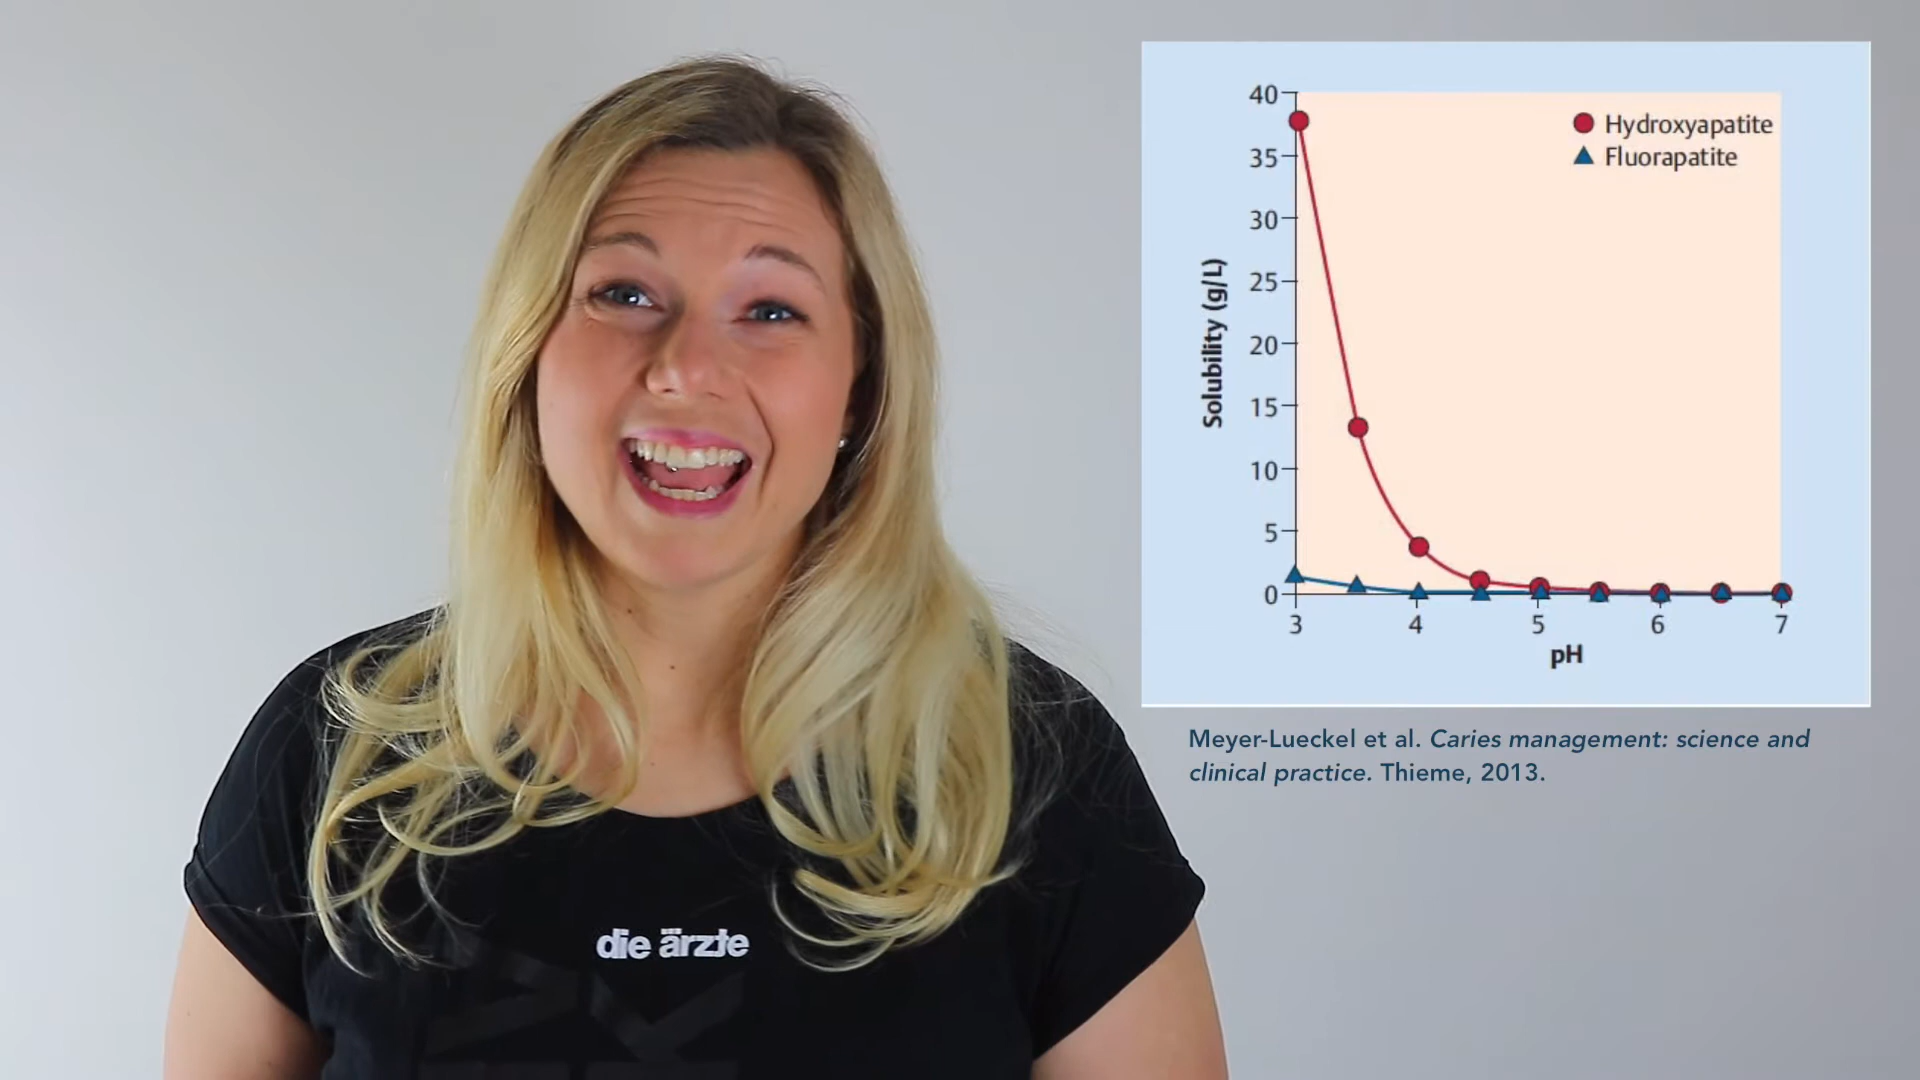 40
35
30
25
20
15
10
5
0
Solubility (g/L)
Hydroxyapatite
Fluorapatite
3 4 5 6 7
pH
Meyer-Lueckel et al. Caries management: science and
clinical practice. Thieme, 2013.
die ärzte